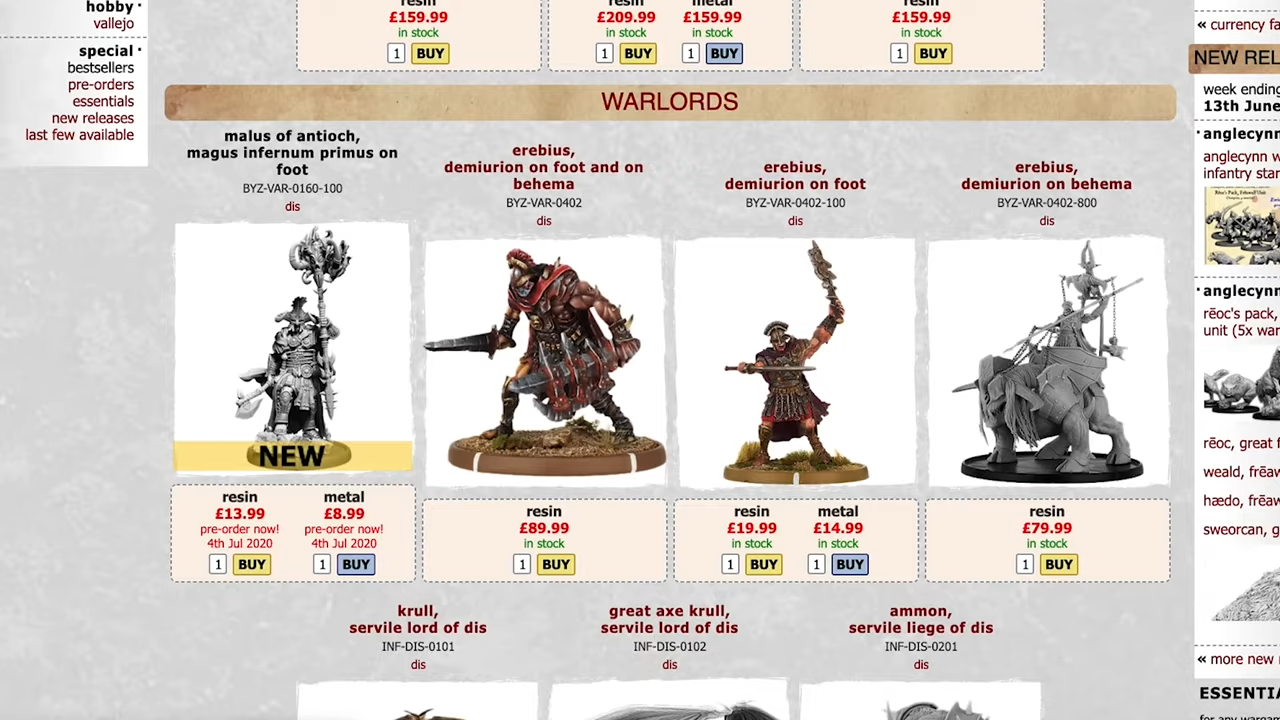 hobby ·
vallejo
special ·
bestsellers
pre-orders
essentials
new releases
last few available
resin
£159.99
in stock
1 BUY
resin metal
£209.99 £159.99
in stock in stock
1 BUY 1 BUY
resin
£159.99
in stock
1 BUY
WARLORDS
malus of antioch,
magus infernum primus on
foot
BYZ-VAR-0160-100
dis
NEW
resin metal
£13.99 £8.99
pre-order now! pre-order now!
4th Jul 2020 4th Jul 2020
1 BUY 1 BUY
erebius,
demiurion on foot and on
behema
BYZ-VAR-0402
dis
resin
£89.99
in stock
1 BUY
erebius,
demiurion on foot
BYZ-VAR-0402-100
dis
resin metal
£19.99 £14.99
in stock in stock
1 BUY 1 BUY
erebius,
demiurion on behema
BYZ-VAR-0402-800
dis
resin
£79.99
in stock
1 BUY
krull,
servile lord of dis
INF-DIS-0101
dis
great axe krull,
servile lord of dis
INF-DIS-0102
dis
ammon,
servile liege of dis
INF-DIS-0201
dis
« currency fa
NEW REL
week ending
13th June
· anglecynn
anglecynn w
infantry star
· anglecynn
rēoc's pack,
unit (5x war
rēoc, great f
weald, frēaw
hædo, frēaw
sweorcan, g
« more new r
ESSENTIA
for any warga